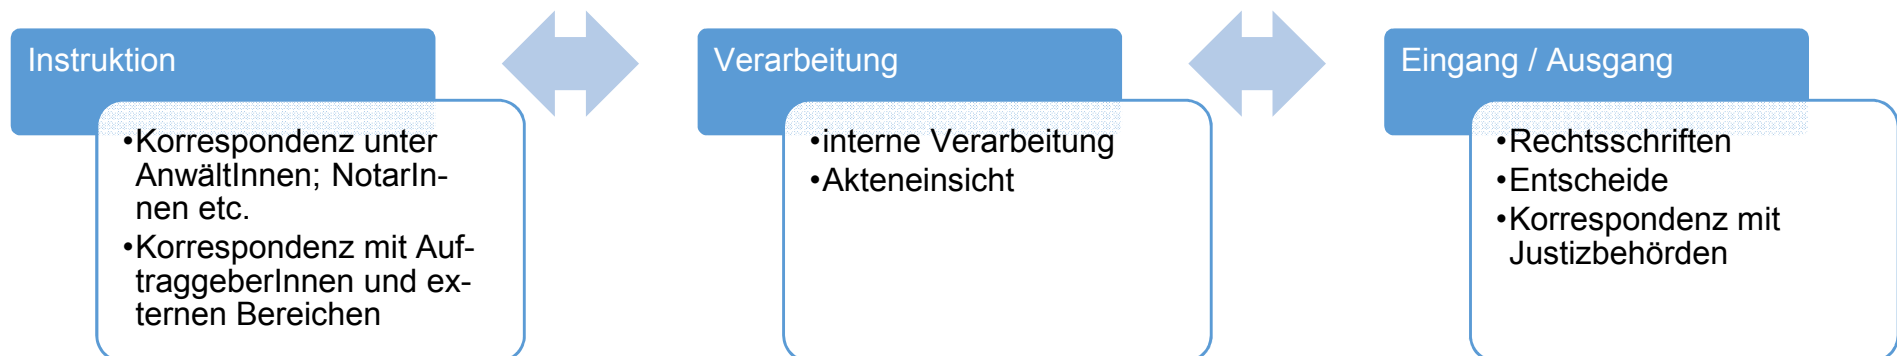 Instruktion
•Korrespondenz unter
AnwältInnen; NotarIn-
nen etc.
•Korrespondenz mit Auf-
traggeberInnen und ex-
ternen Bereichen
Verarbeitung
•interne Verarbeitung
•Akteneinsicht
Eingang / Ausgang
•Rechtsschriften
•Entscheide
•Korrespondenz mit
Justizbehörden